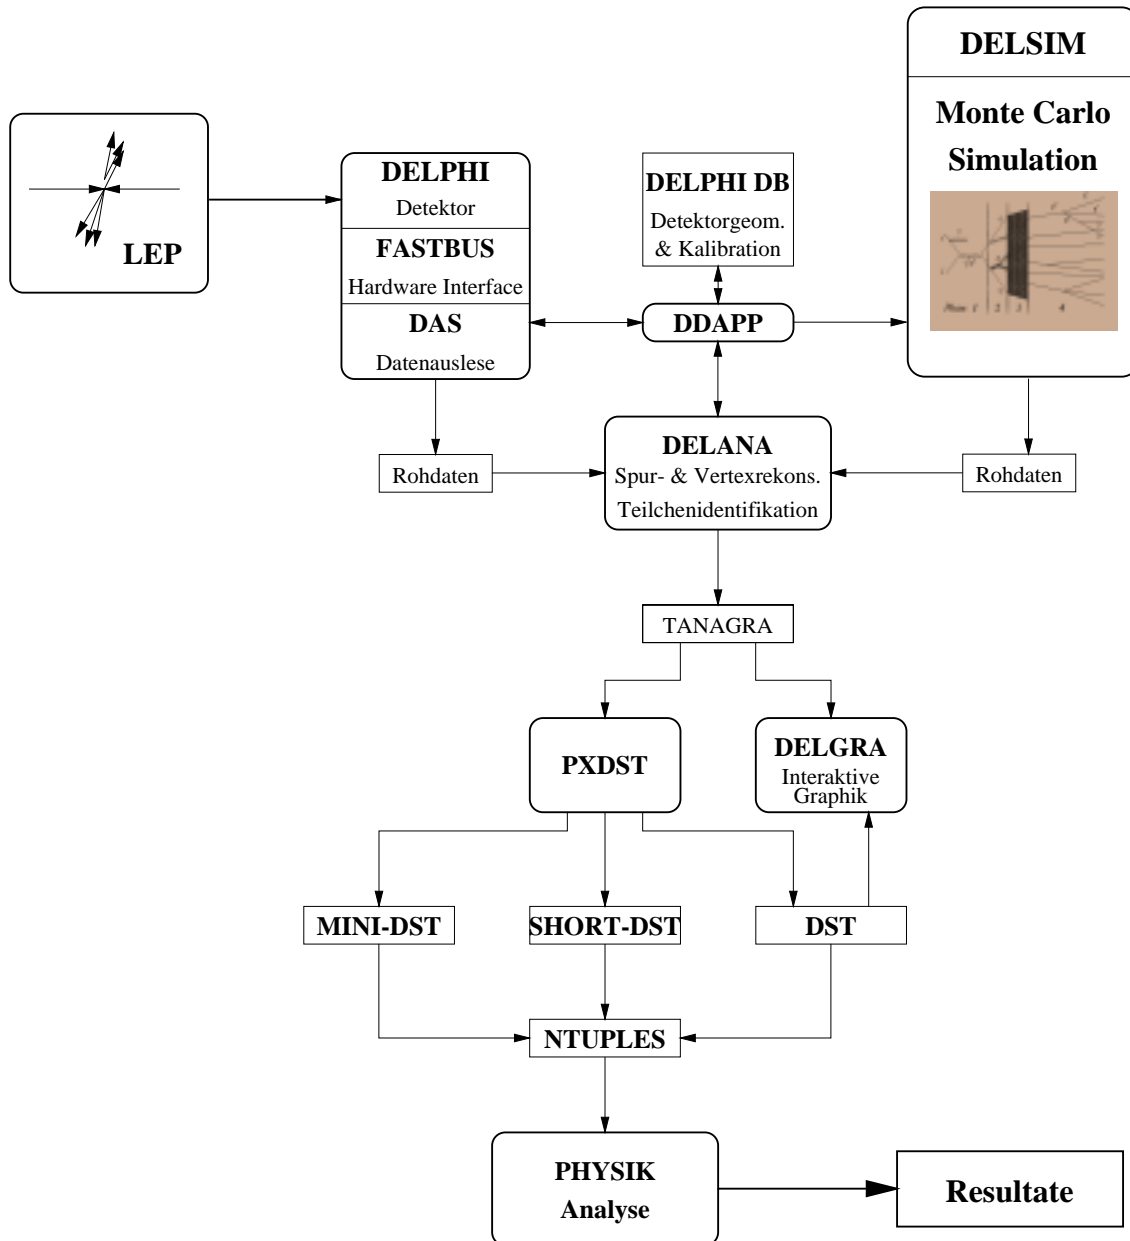 DELSIM
Monte Carlo
Simulation
LEP
DELPHI
Detektor
FASTBUS
Hardware Interface
DAS
Datenauslese
DELPHI DB
Detektorgeom.
& Kalibration
DDAPP
Rohdaten
DELANA
Spur- & Vertexrekons.
Teilchenidentifikation
Rohdaten
TANAGRA
PXDST
DELGRA
Interaktive
Graphik
MINI-DST
SHORT-DST
DST
NTUPLES
PHYSIK
Analyse
Resultate